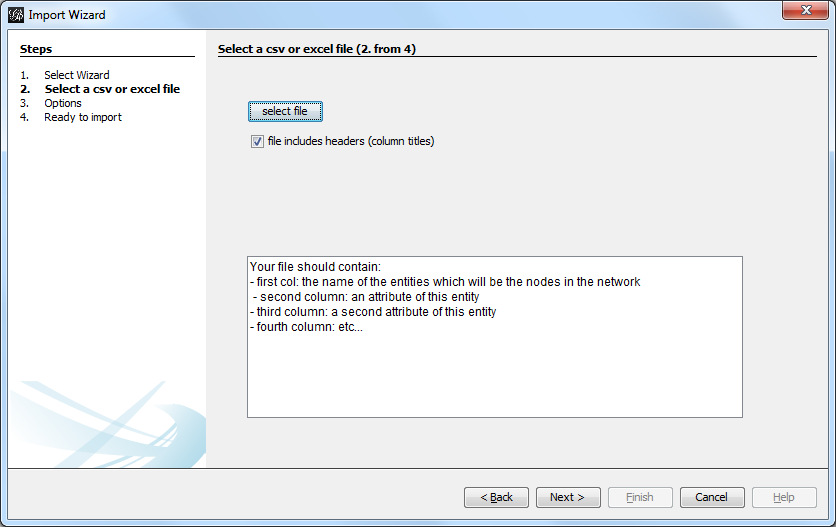 Import Wizard
Steps
1. Select Wizard
2. Select a csv or excel file
3. Options
4. Ready to import
Select a csv or excel file (2. from 4)
select file
file includes headers (column titles)
Your file should contain:
- first col: the name of the entities which will be the nodes in the network
- second column: an attribute of this entity
- third column: a second attribute of this entity
- fourth column: etc...
< Back Next > Finish Cancel Help